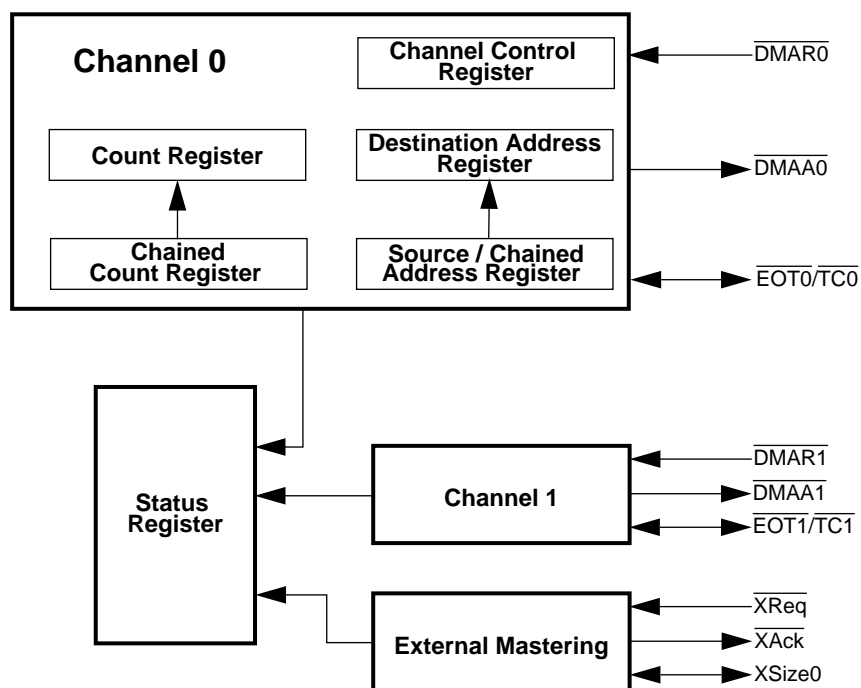 Channel 0
Channel Control
Register
DMAR0
Count Register
Destination Address
Register
DMAA0
Chained
Count Register
Source / Chained
Address Register
EOT0/TC0
Status
Register
Channel 1
DMAR1
DMAA1
EOT1/TC1
External Mastering
XReq
XAck
XSize0